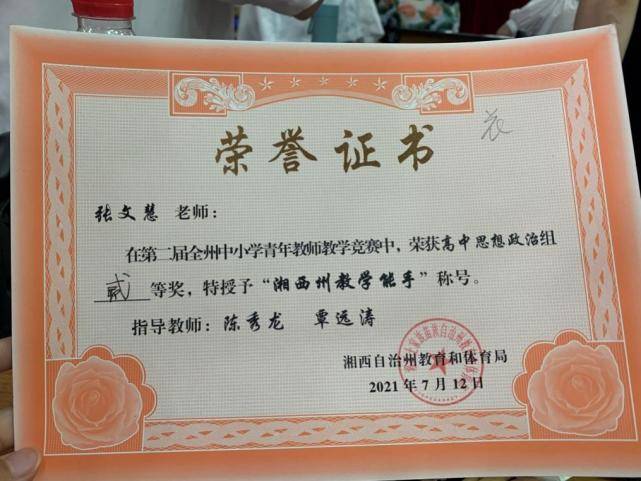 荣誉证书
张文慧 老师：
在第二届全州中小学青年教师教学竞赛中，荣获高中思想政治组
贰 等奖，特授予“湘西州教学能手”称号。
指导教师：陈秀龙 覃远涛
湘西自治州教育和体育局
2021年7月12日